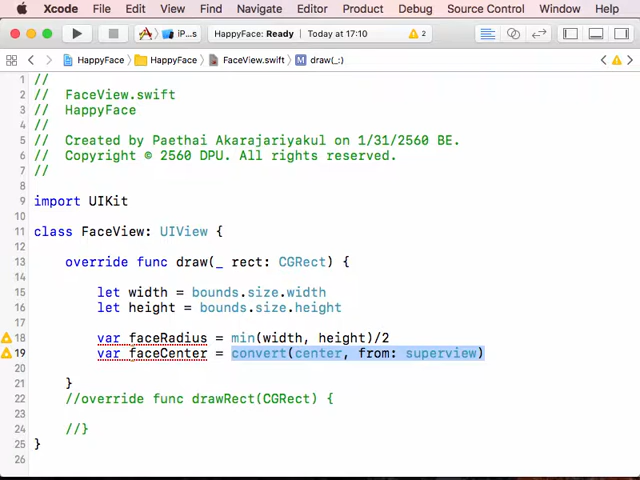 Xcode File Edit View Find Navigate Editor Product Debug Source Control Window Help
iP... HappyFace: Ready Today at 17:10 2
HappyFace HappyFace FaceView.swift M draw(_:)
1 //
2 //  FaceView.swift
3 //  HappyFace
4 //
5 //  Created by Paethai Akarajariyakul on 1/31/2560 BE.
6 //  Copyright © 2560 DPU. All rights reserved.
7 //
8
9 import UIKit
10
11 class FaceView: UIView {
12
13     override func draw(_ rect: CGRect) {
14
15         let width = bounds.size.width
16         let height = bounds.size.height
17
18         var faceRadius = min(width, height)/2
19         var faceCenter = convert(center, from: superview)
20
21     }
22     //override func drawRect(CGRect) {
23
24     //}
25 }
26